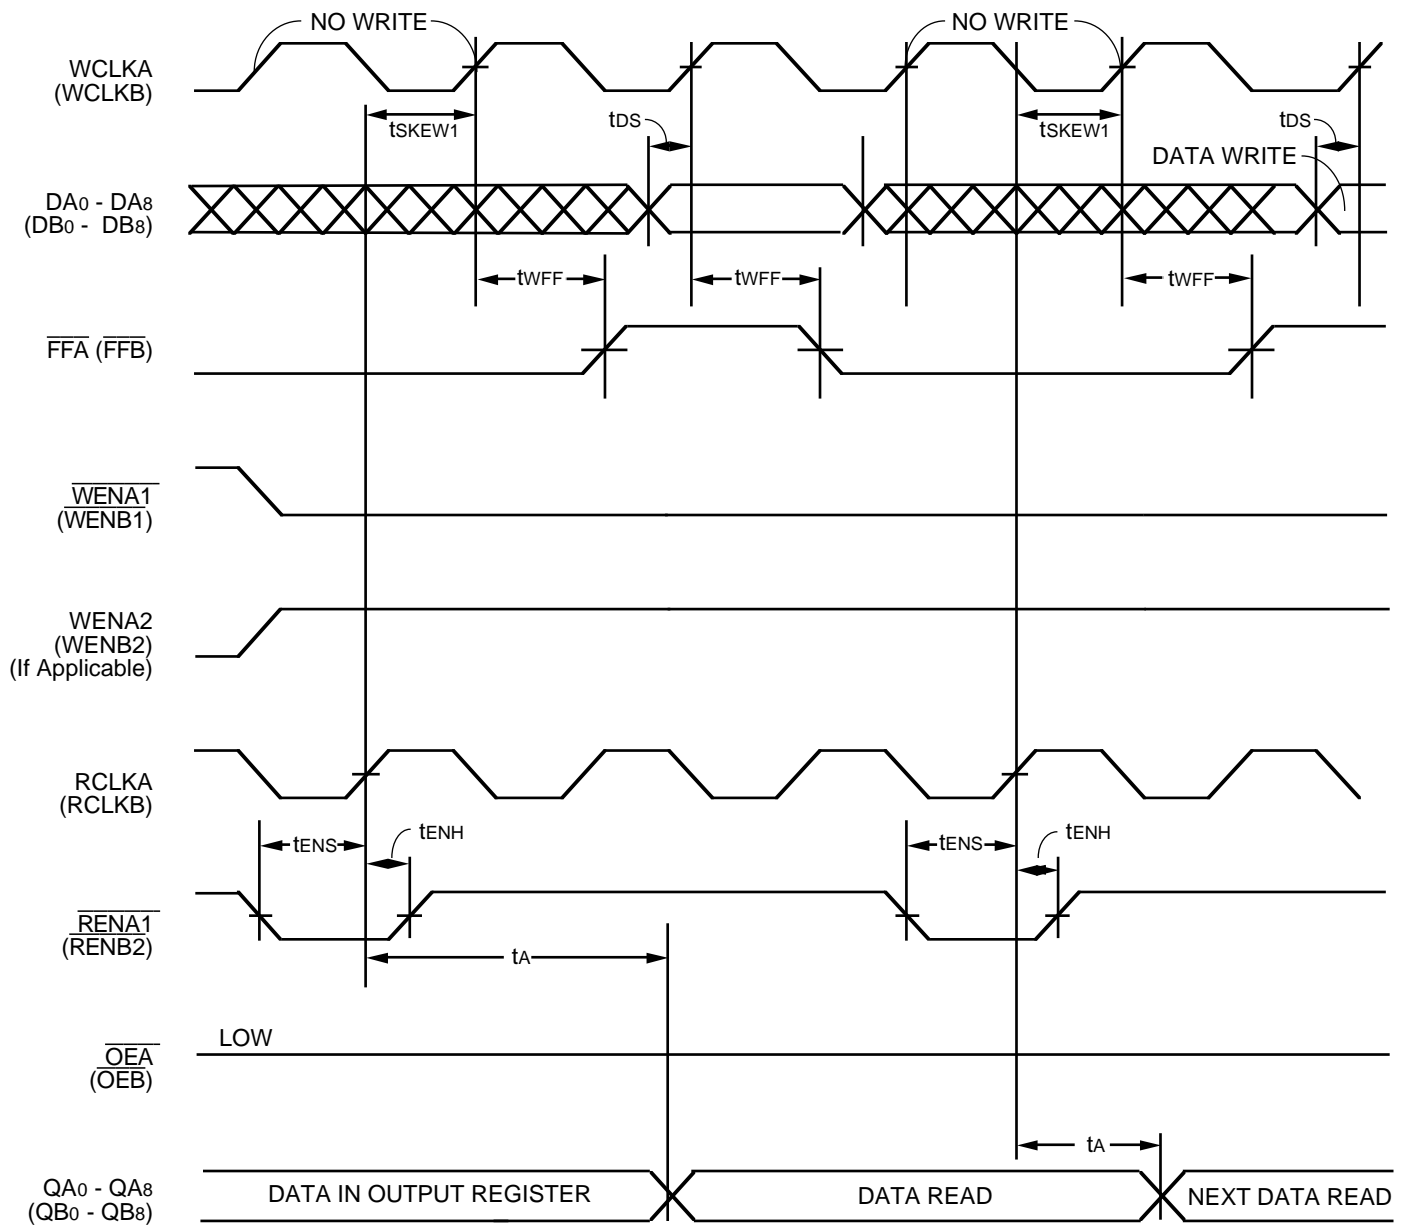 NO WRITE NO WRITE
WCLKA
(WCLKB)
tSKEW1 tDS tSKEW1 tDS
DATA WRITE
DA0 - DA8
(DB0 - DB8)
tWFF tWFF tWFF
FFA (FFB)
WENA1
(WENB1)
WENA2
(WENB2)
(If Applicable)
RCLKA
(RCLKB)
tENS tENH tENS tENH
RENA1
(RENB2)
tA
LOW
OEA
(OEB)
tA
QA0 - QA8
(QB0 - QB8)
DATA IN OUTPUT REGISTER DATA READ NEXT DATA READ